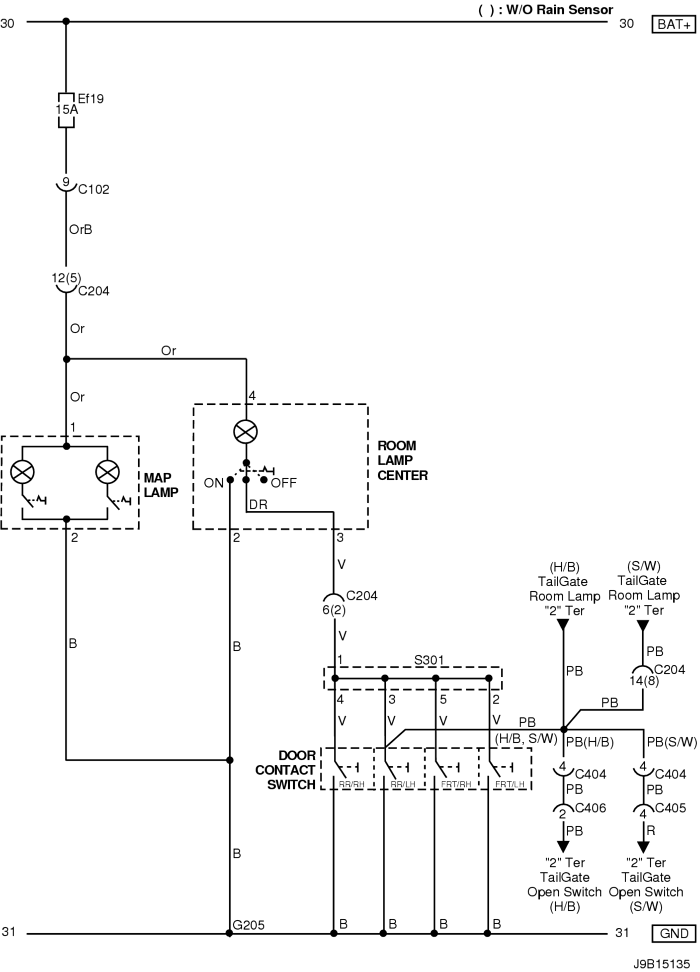 ( ) : W/O Rain Sensor
30
30
BAT+
Ef19
15A
9
C102
OrB
12(5)
C204
Or
Or
Or
4
1
ROOM
LAMP
CENTER
MAP
LAMP
ON
OFF
DR
2
2
3
V
C204
6(2)
V
B
B
(H/B)
TailGate
Room Lamp
"2" Ter
(S/W)
TailGate
Room Lamp
"2" Ter
PB
PB
C204
14(8)
PB
1
S301
4
3
5
2
V
V
V
V
PB
(H/B, S/W)
PB(H/B)
PB(S/W)
DOOR
CONTACT
SWITCH
RR/RH
RR/LH
FRT/RH
FRT/LH
4
C404
4
C404
PB
PB
2
C406
4
C405
PB
R
B
"2" Ter
TailGate
Open Switch
(H/B)
"2" Ter
TailGate
Open Switch
(S/W)
G205
B
B
B
B
31
31
GND
J9B15135